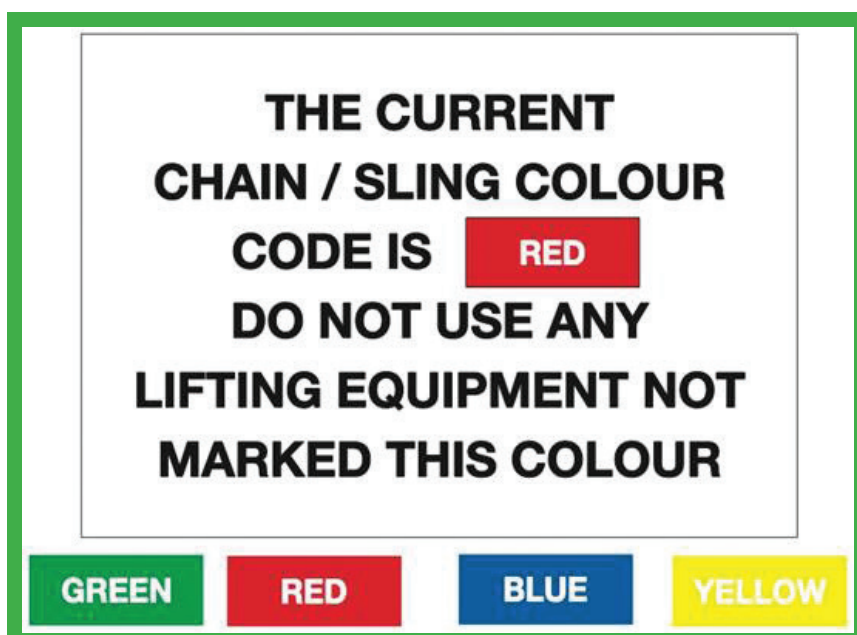 THE CURRENT
CHAIN / SLING COLOUR
CODE IS RED
DO NOT USE ANY
LIFTING EQUIPMENT NOT
MARKED THIS COLOUR
GREEN RED BLUE YELLOW